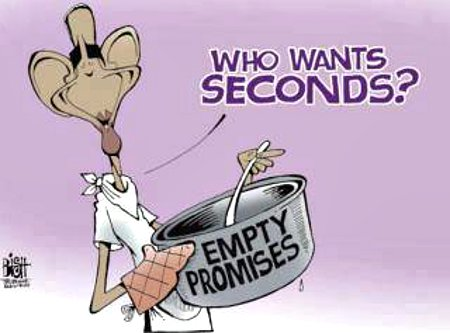 WHO WANTS
SECONDS?
EMPTY
PROMISES